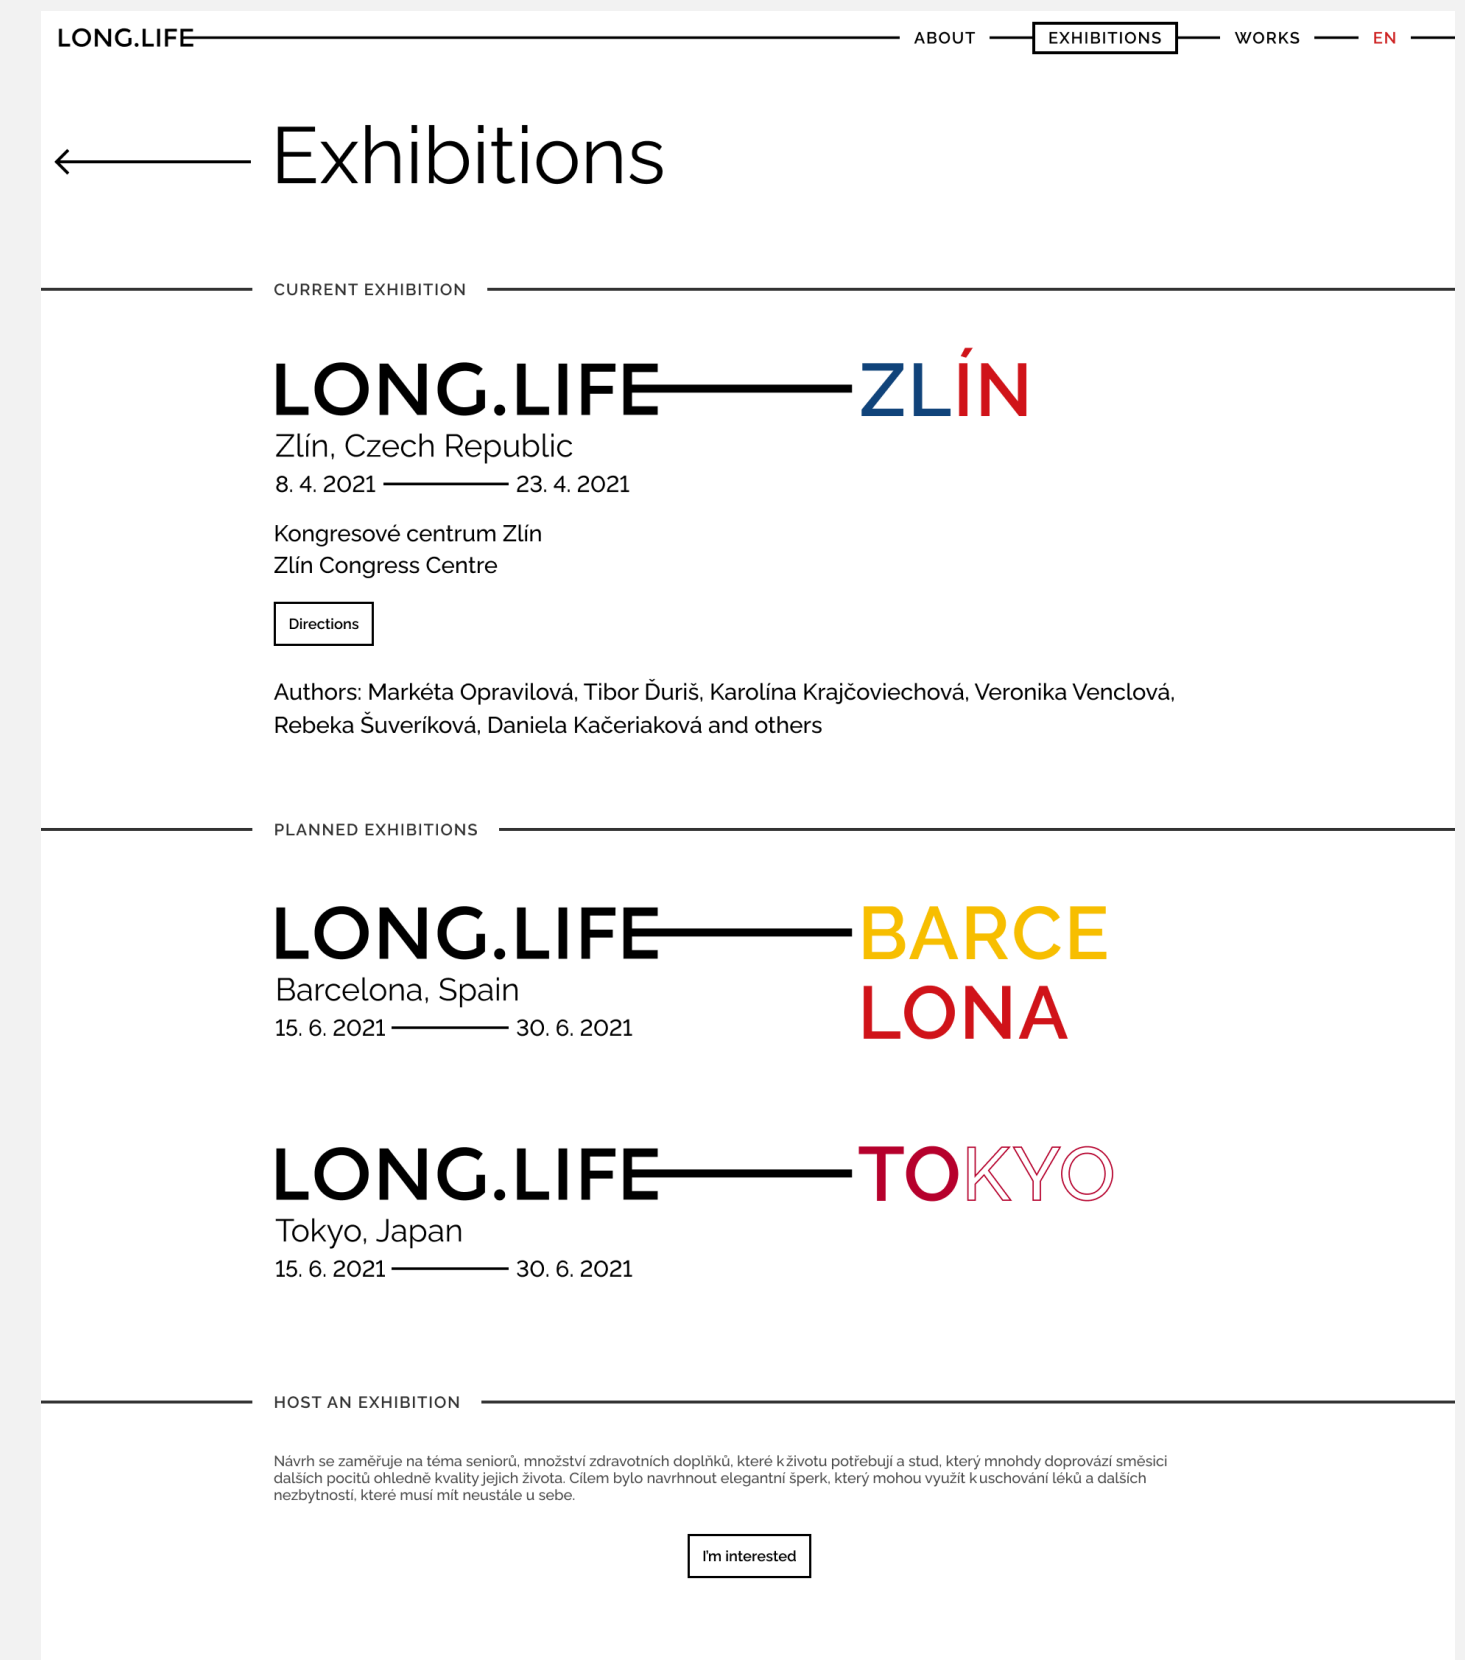 LONG.LIFE ABOUT EXHIBITIONS WORKS EN
Exhibitions
CURRENT EXHIBITION
LONG.LIFE ZLÍN
Zlín, Czech Republic
8. 4. 2021 23. 4. 2021
Kongresové centrum Zlín
Zlín Congress Centre
Directions
Authors: Markéta Opravilová, Tibor Ďuriš, Karolína Krajčoviechová, Veronika Venclová,
Rebeka Šuveríková, Daniela Kačeriaková and others
PLANNED EXHIBITIONS
LONG.LIFE BARCE
LONA
Barcelona, Spain
15. 6. 2021 30. 6. 2021
LONG.LIFE TOKYO
Tokyo, Japan
15. 6. 2021 30. 6. 2021
HOST AN EXHIBITION
Návrh se zaměřuje na téma seniorů, množství zdravotních doplňků, které k životu potřebují a stud, který mnohdy doprovází směsici
dalších pocitů ohledně kvality jejich života. Cílem bylo navrhnout elegantní šperk, který mohou využít k uschování léků a dalších
nezbytností, které musí mít neustále u sebe.
I'm interested